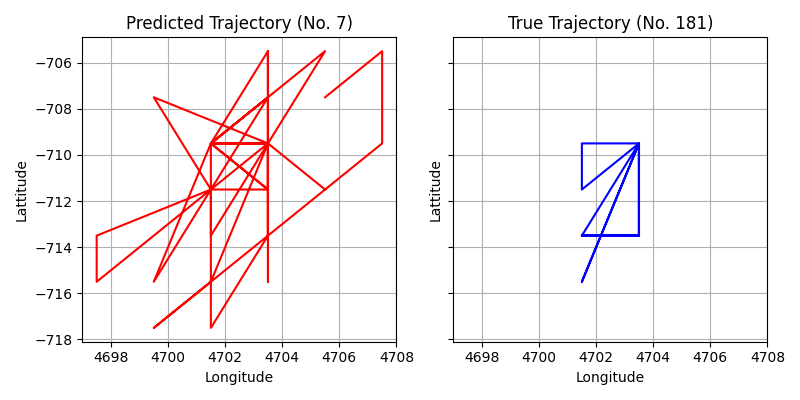 Predicted Trajectory (No. 7)
True Trajectory (No. 181)
Lattitude
−706
−708
−710
−712
−714
−716
−718
4698 4700 4702 4704 4706 4708
Longitude
Lattitude
4698 4700 4702 4704 4706 4708
Longitude